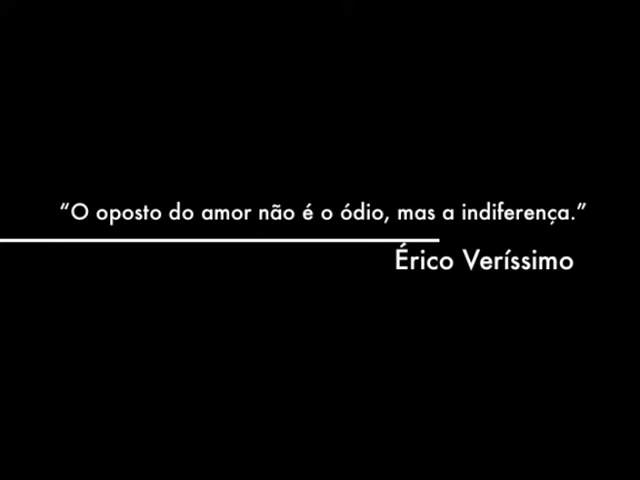 “O oposto do amor não é o ódio, mas a indiferença.”
Érico Veríssimo